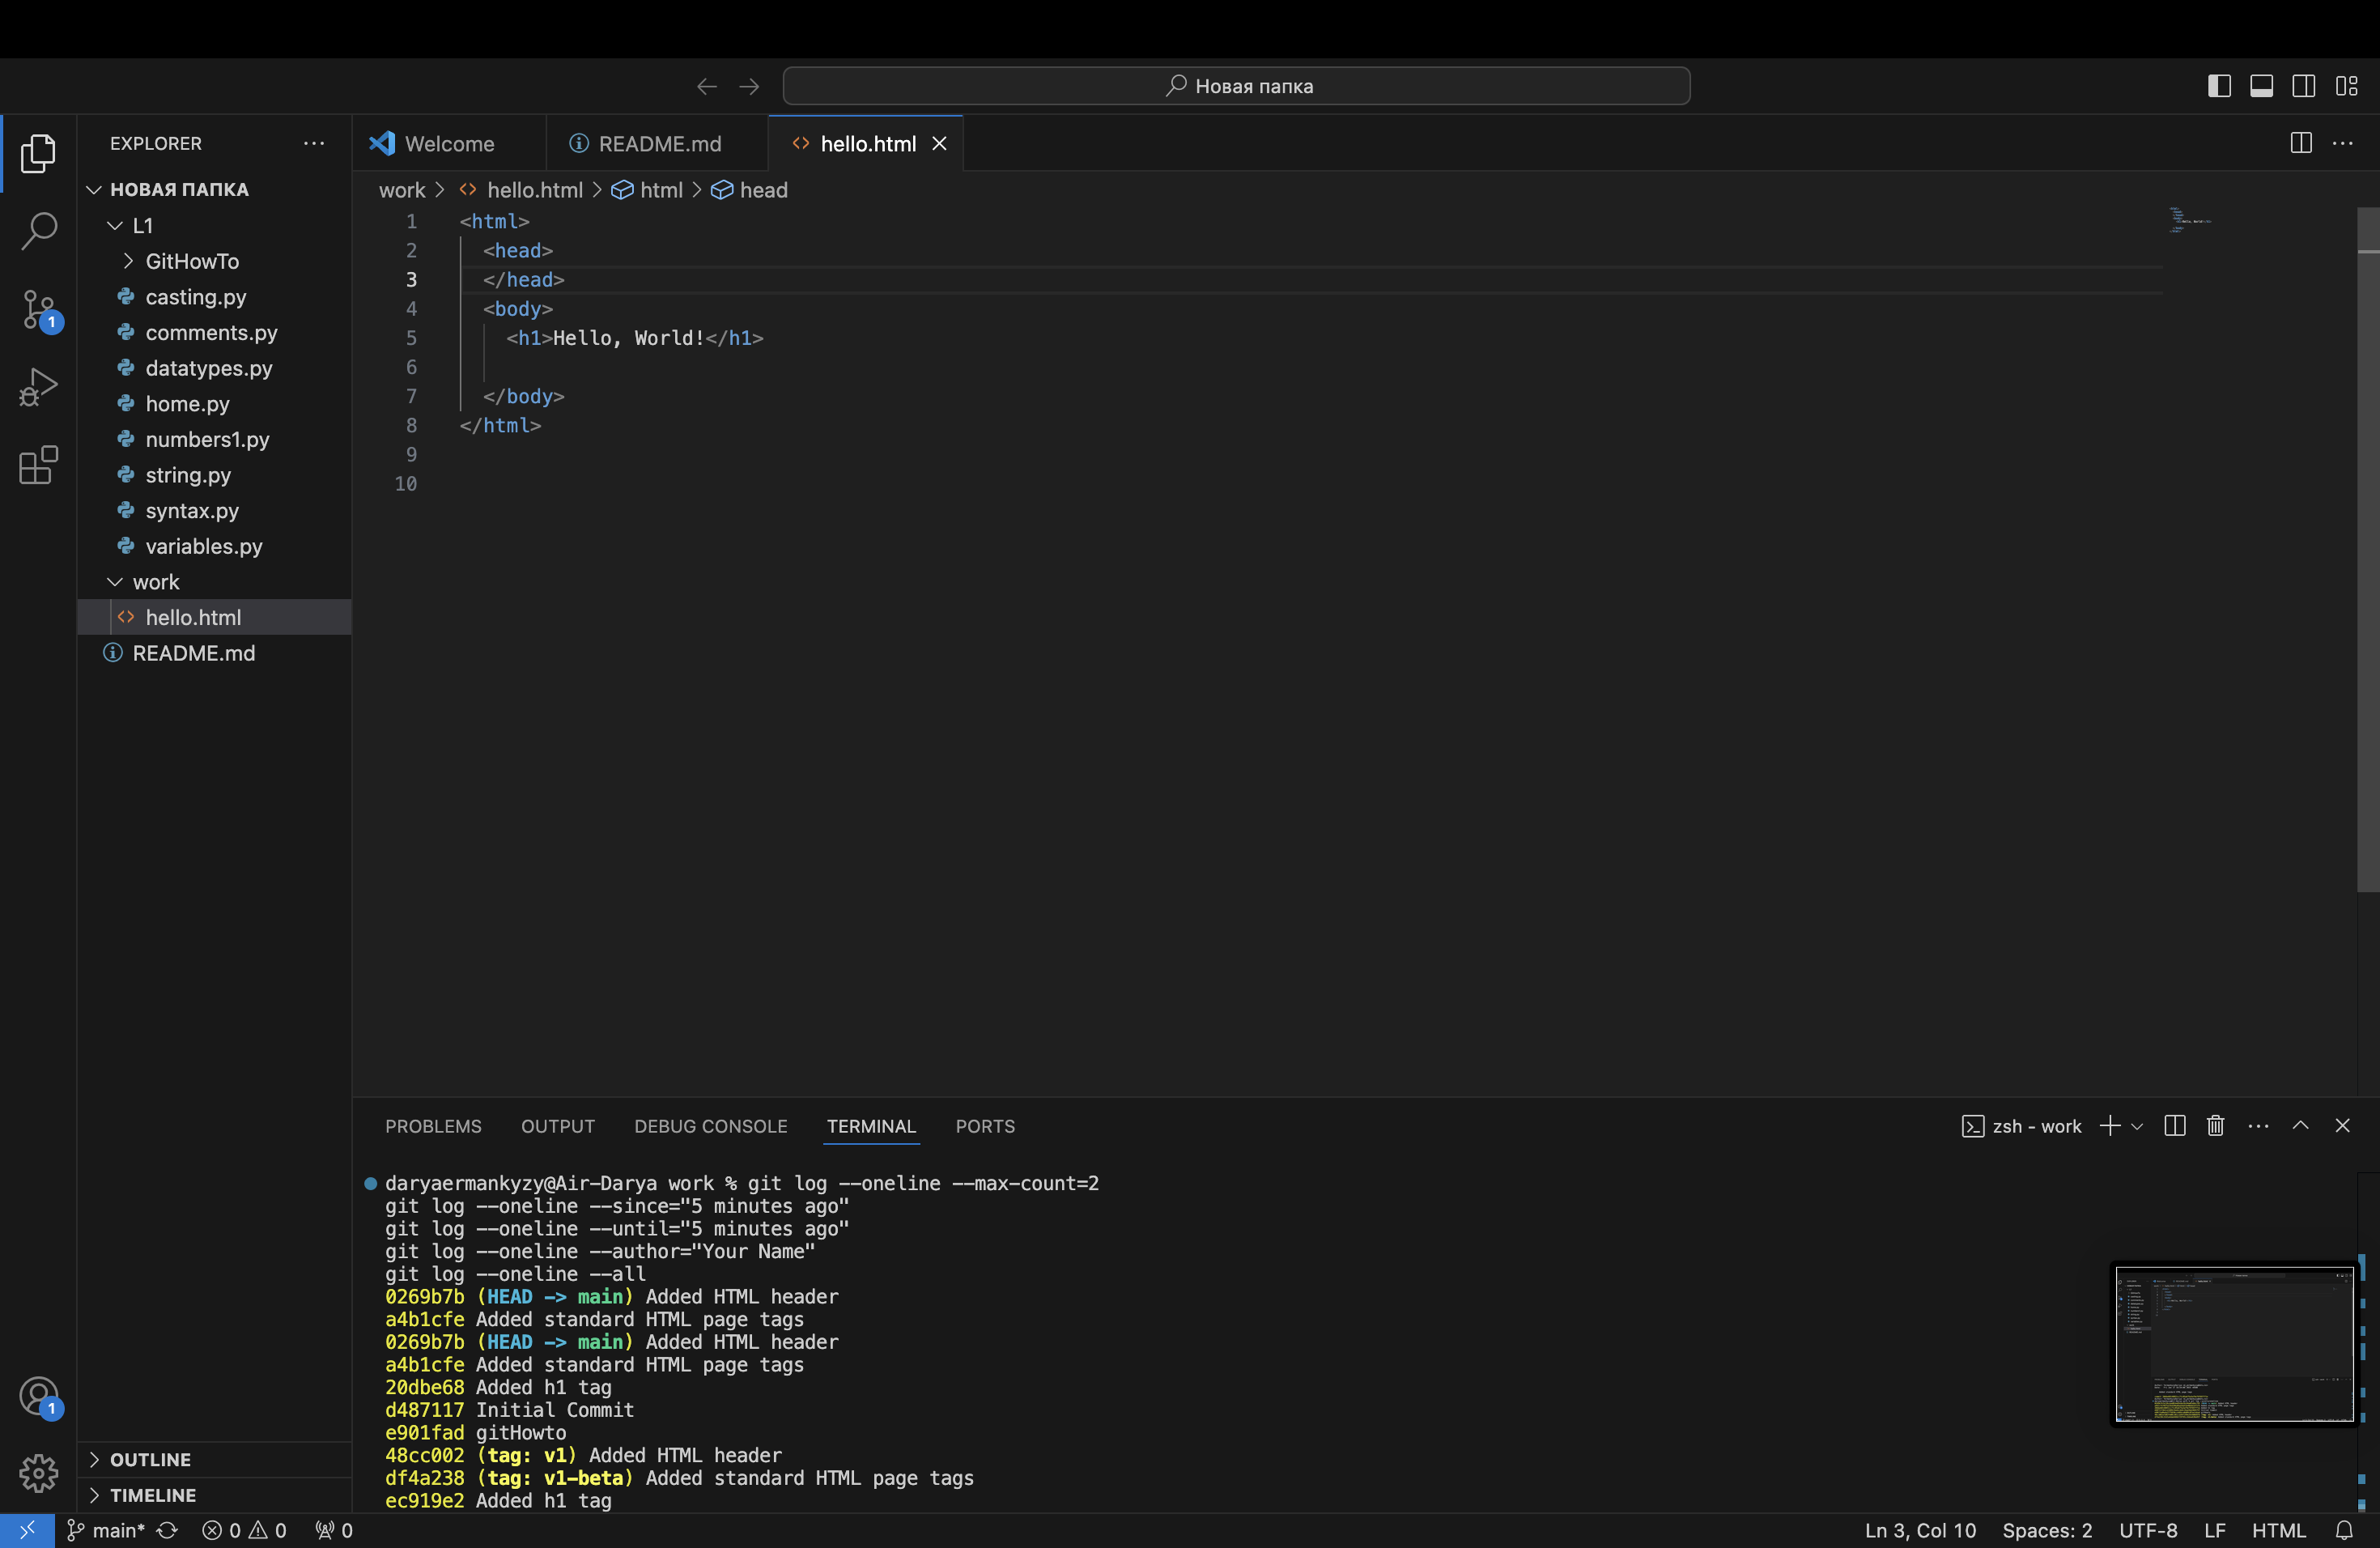 Новая папка
EXPLORER
НОВАЯ ПАПКА
L1
GitHowTo
casting.py
comments.py
datatypes.py
home.py
numbers1.py
string.py
syntax.py
variables.py
work
hello.html
README.md
OUTLINE
TIMELINE
1
1
Welcome
README.md
hello.html
work > hello.html > html > head
1 <html>
2 <head>
3 </head>
4 <body>
5 <h1>Hello, World!</h1>
6
7 </body>
8 </html>
9
10
PROBLEMS OUTPUT DEBUG CONSOLE TERMINAL PORTS
zsh - work
daryaermankyzy@Air-Darya work % git log --oneline --max-count=2
git log --oneline --since="5 minutes ago"
git log --oneline --until="5 minutes ago"
git log --oneline --author="Your Name"
git log --oneline --all
0269b7b (HEAD -> main) Added HTML header
a4b1cfe Added standard HTML page tags
0269b7b (HEAD -> main) Added HTML header
a4b1cfe Added standard HTML page tags
20dbe68 Added h1 tag
d487117 Initial Commit
e901fad gitHowto
48cc002 (tag: v1) Added HTML header
df4a238 (tag: v1-beta) Added standard HTML page tags
ec919e2 Added h1 tag
main* 0 0 0
Ln 3, Col 10 Spaces: 2 UTF-8 LF HTML